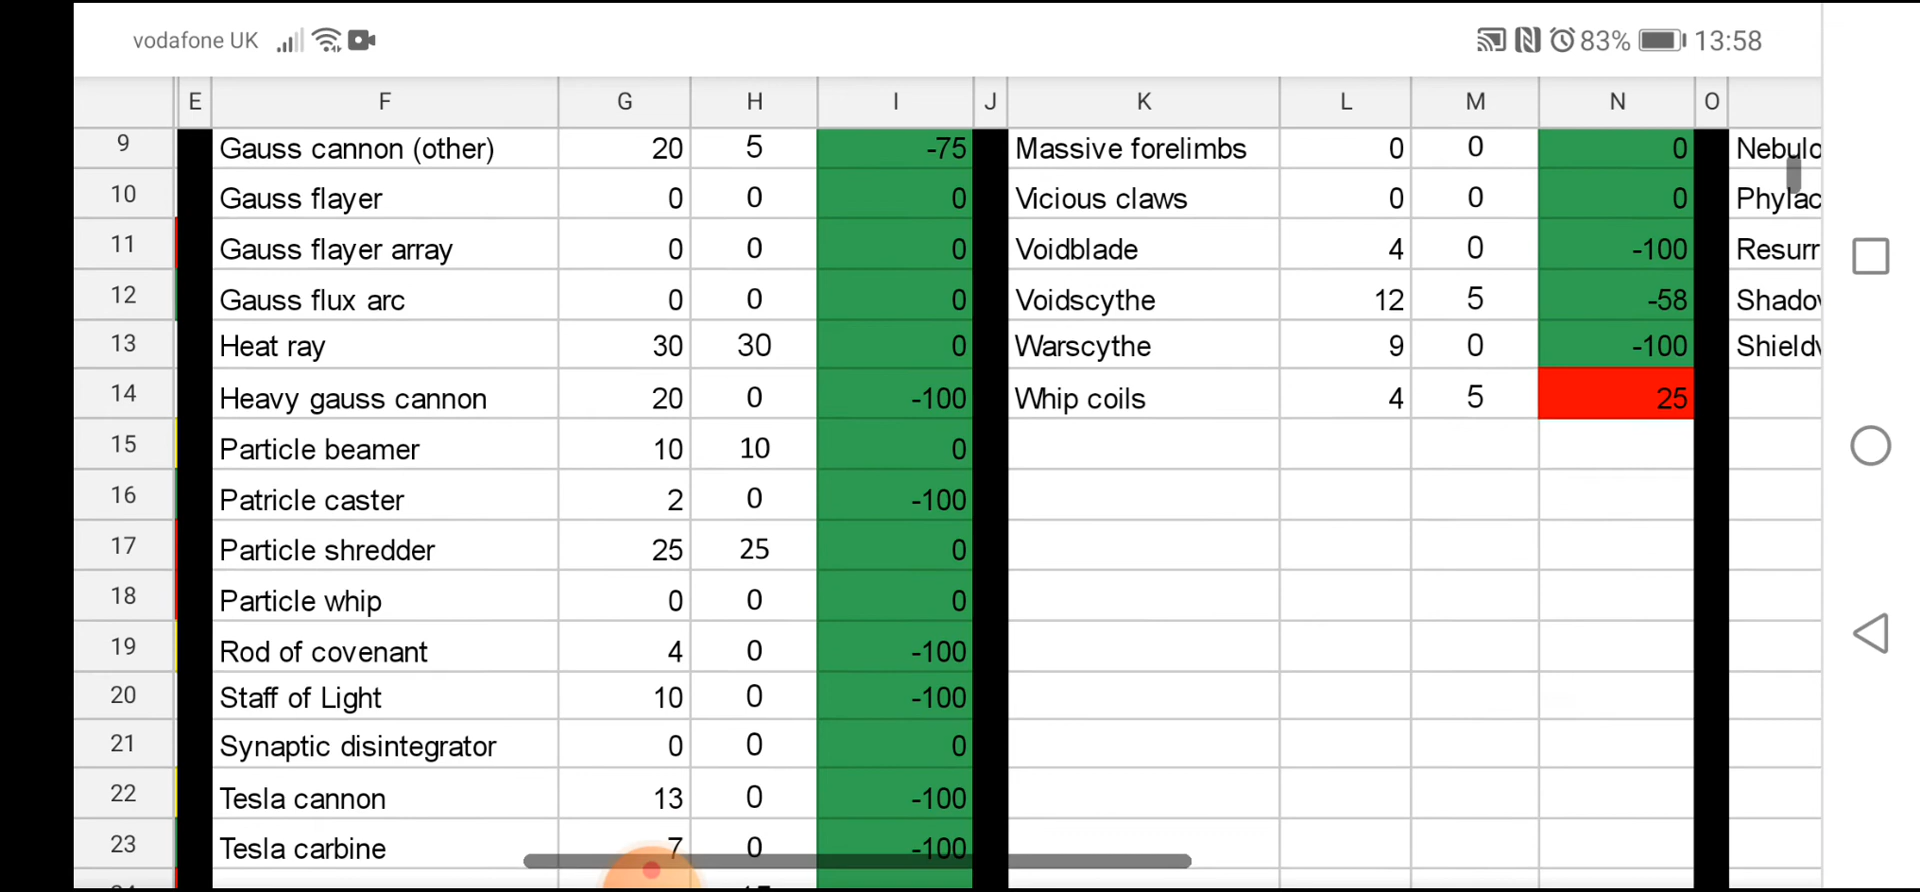 vodafone UK 83% 13:58
E F G H I J K L M N O
9 Gauss cannon (other) 20 5 -75 Massive forelimbs 0 0 0 Nebulo
10 Gauss flayer 0 0 0 Vicious claws 0 0 0 Phylac
11 Gauss flayer array 0 0 0 Voidblade 4 0 -100 Resurr
12 Gauss flux arc 0 0 0 Voidscythe 12 5 -58 Shadov
13 Heat ray 30 30 0 Warscythe 9 0 -100 Shieldv
14 Heavy gauss cannon 20 0 -100 Whip coils 4 5 25
15 Particle beamer 10 10 0
16 Patricle caster 2 0 -100
17 Particle shredder 25 25 0
18 Particle whip 0 0 0
19 Rod of covenant 4 0 -100
20 Staff of Light 10 0 -100
21 Synaptic disintegrator 0 0 0
22 Tesla cannon 13 0 -100
23 Tesla carbine 7 0 -100